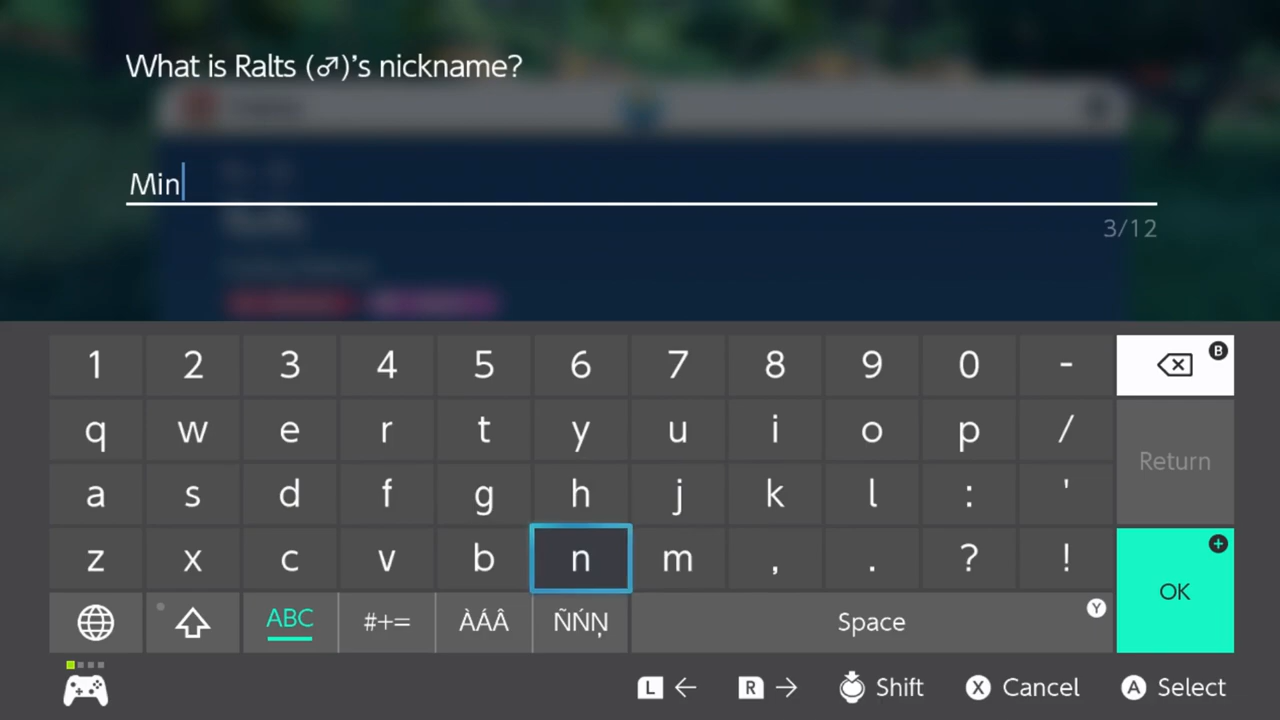 What is Ralts (♂)'s nickname?
Min
3/12
1 2 3 4 5 6 7 8 9 0 - B
q w e r t y u i o p / Return
a s d f g h j k l : '
z x c v b n m , . ? ! + OK
ABC #+= ÀÁÂ ÑŃŅ Space Y
L ← R → Shift X Cancel A Select